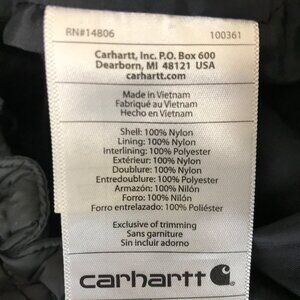 RN#14806 100361
Carhartt, Inc. P.O. Box 600
Dearborn, MI 48121 USA
carhartt.com
Made in Vietnam
Fabriqué au Vietnam
Hecho en Vietnam
Shell: 100% Nylon
Lining: 100% Nylon
Interlining: 100% Polyester
Extérieur: 100% Nylon
Doublure: 100% Nylon
Entredoublure: 100% Polyester
Armazón: 100% Nilón
Forro: 100% Nilón
Forro entrelazado: 100% Poliéster
Exclusive of trimming
Sans garniture
Sin incluir adorno
carhartt